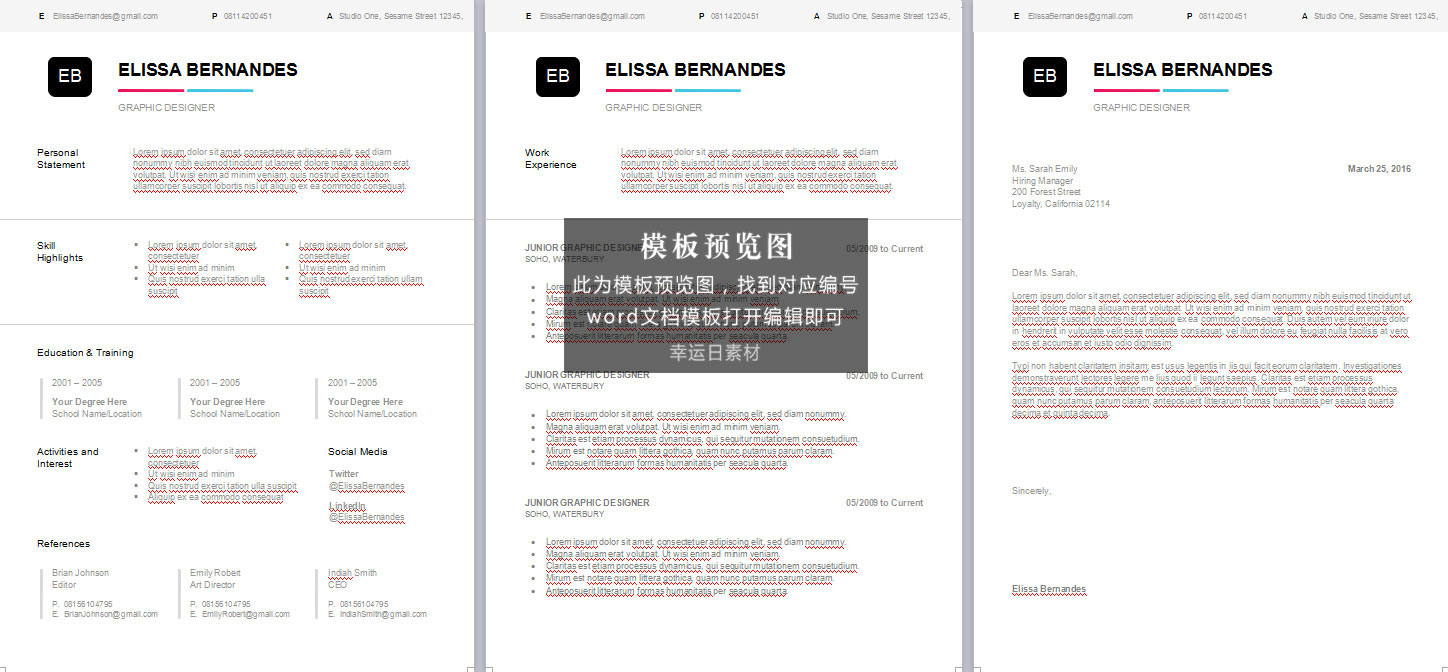 E ElissaBernandes@gmail.com P 08114200451 A Studio One, Sesame Street 12345,
EB
ELISSA BERNANDES
GRAPHIC DESIGNER
Personal
Statement
Lorem ipsum dolor sit amet, consectetuer adipiscing elit, sed diam
nonummy nibh euismod tincidunt ut laoreet dolore magna aliquam erat
volutpat. Ut wisi enim ad minim veniam, quis nostrud exerci tation
ullamcorper suscipit lobortis nisl ut aliquip ex ea commodo consequat.
Skill
Highlights
• Lorem ipsum dolor sit amet,
consectetuer
• Ut wisi enim ad minim
• Quis nostrud exerci tation ulla
suscipit
• Lorem ipsum dolor sit amet,
consectetuer
• Ut wisi enim ad minim
• Quis nostrud exerci tation ullam
suscipit
Education & Training
2001 – 2005
Your Degree Here
School Name/Location
2001 – 2005
Your Degree Here
School Name/Location
2001 – 2005
Your Degree Here
School Name/Location
Activities and
Interest
• Lorem ipsum dolor sit amet,
consectetuer
• Ut wisi enim ad minim
• Quis nostrud exerci tation ulla suscipit
• Aliquip ex ea commodo consequat
Social Media
Twitter
@ElissaBernandes
LinkedIn
@ElissaBernandes
References
Brian Johnson
Editor
P. 08156104795
E. BrianJohnson@gmail.com
Emily Robert
Art Director
P. 08156104795
E. EmilyRobert@gmail.com
Indiah Smith
CEO
P. 08156104795
E. IndiahSmith@gmail.com
E ElissaBernandes@gmail.com P 08114200451 A Studio One, Sesame Street 12345,
EB
ELISSA BERNANDES
GRAPHIC DESIGNER
Work
Experience
Lorem ipsum dolor sit amet, consectetuer adipiscing elit, sed diam
nonummy nibh euismod tincidunt ut laoreet dolore magna aliquam erat
volutpat. Ut wisi enim ad minim veniam, quis nostrud exerci tation
ullamcorper suscipit lobortis nisl ut aliquip ex ea commodo consequat.
JUNIOR GRAPHIC DESIGNER 05/2009 to Current
SOHO, WATERBURY
模板预览图
此为模板预览图，找到对应编号
word文档模板打开编辑即可
幸运日素材
JUNIOR GRAPHIC DESIGNER 05/2009 to Current
SOHO, WATERBURY
• Lorem ipsum dolor sit amet, consectetuer adipiscing elit, sed diam nonummy.
• Magna aliquam erat volutpat. Ut wisi enim ad minim veniam.
• Claritas est etiam processus dynamicus, qui sequitur mutationem consuetudium.
• Mirum est notare quam littera gothica, quam nunc putamus parum claram.
• Anteposuerit litterarum formas humanitatis per seacula quarta.
JUNIOR GRAPHIC DESIGNER 05/2009 to Current
SOHO, WATERBURY
• Lorem ipsum dolor sit amet, consectetuer adipiscing elit, sed diam nonummy.
• Magna aliquam erat volutpat. Ut wisi enim ad minim veniam.
• Claritas est etiam processus dynamicus, qui sequitur mutationem consuetudium.
• Mirum est notare quam littera gothica, quam nunc putamus parum claram.
• Anteposuerit litterarum formas humanitatis per seacula quarta.
E ElissaBernandes@gmail.com P 08114200451 A Studio One, Sesame Street 12345,
EB
ELISSA BERNANDES
GRAPHIC DESIGNER
Ms. Sarah Emily March 25, 2016
Hiring Manager
200 Forest Street
Loyalty, California 02114
Dear Ms. Sarah,
Lorem ipsum dolor sit amet, consectetuer adipiscing elit, sed diam nonummy nibh euismod tincidunt ut
laoreet dolore magna aliquam erat volutpat. Ut wisi enim ad minim veniam, quis nostrud exerci tation
ullamcorper suscipit lobortis nisl ut aliquip ex ea commodo consequat. Duis autem vel eum iriure dolor
in hendrerit in vulputate velit esse molestie consequat, vel illum dolore eu feugiat nulla facilisis at vero
eros et accumsan et iusto odio dignissim.
Typi non habent claritatem insitam; est usus legentis in iis qui facit eorum claritatem. Investigationes
demonstraverunt lectores legere me lius quod ii legunt saepius. Claritas est etiam processus
dynamicus, qui sequitur mutationem consuetudium lectorum. Mirum est notare quam littera gothica,
quam nunc putamus parum claram, anteposuerit litterarum formas humanitatis per seacula quarta
decima et quinta decima.
Sincerely,
Elissa Bernandes